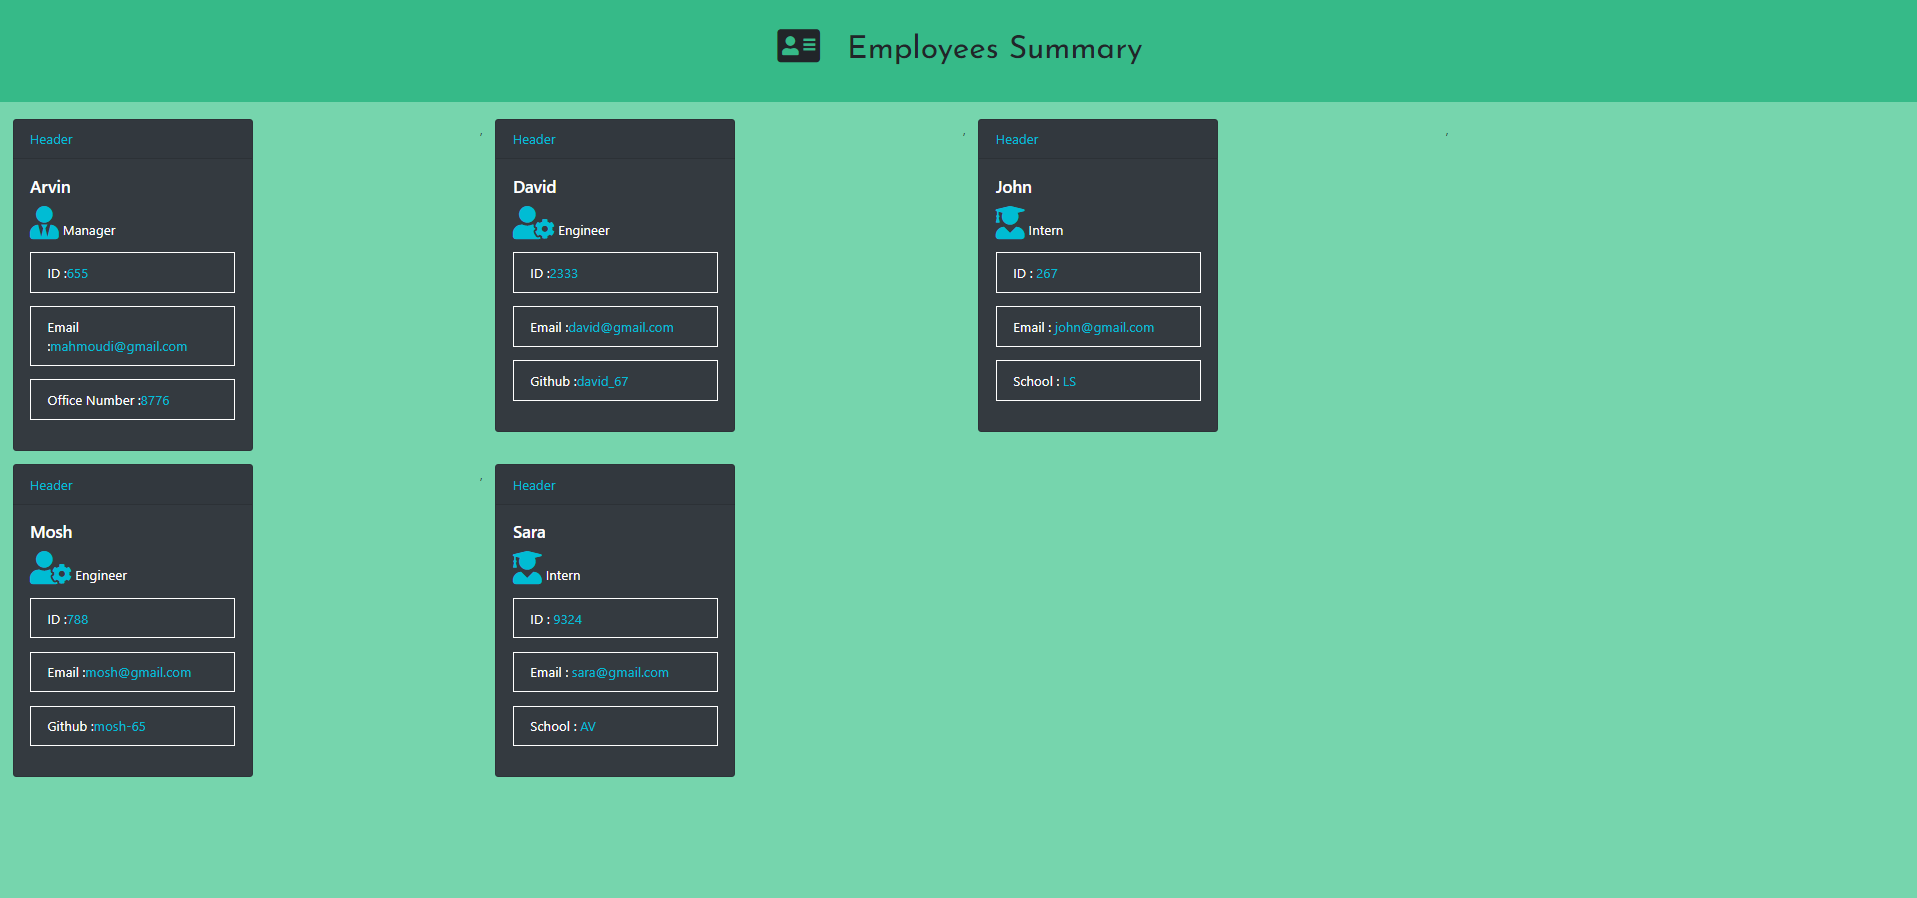 Employees Summary
Header
Arvin
Manager
ID :655
Email
:mahmoudi@gmail.com
Office Number :8776
,
Header
David
Engineer
ID :2333
Email :david@gmail.com
Github :david_67
,
Header
John
Intern
ID : 267
Email : john@gmail.com
School : LS
,
Header
Mosh
Engineer
ID :788
Email :mosh@gmail.com
Github :mosh-65
,
Header
Sara
Intern
ID : 9324
Email : sara@gmail.com
School : AV